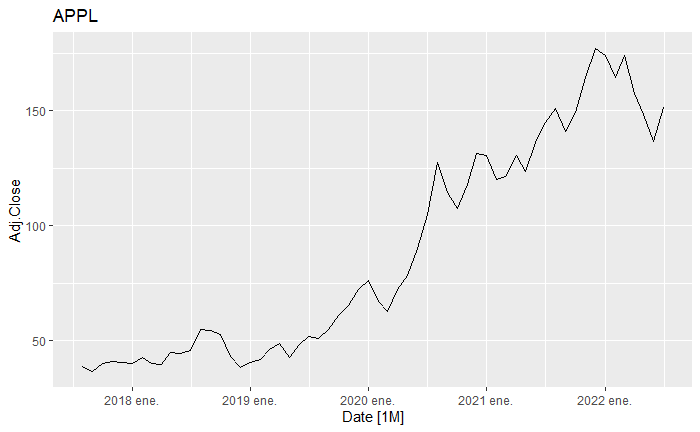 APPL
Adj.Close
150
100
50
2018 ene.
2019 ene.
2020 ene.
2021 ene.
2022 ene.
Date [1M]